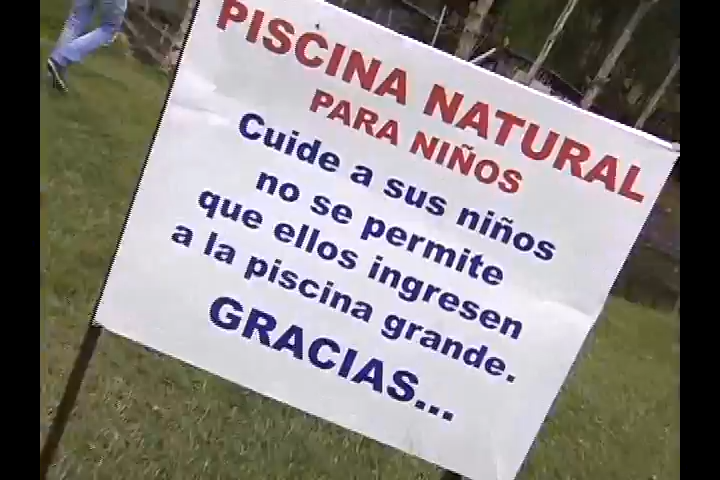 PISCINA NATURAL
PARA NIÑOS
Cuide a sus niños
no se permite
que ellos ingresen
a la piscina grande.
GRACIAS...